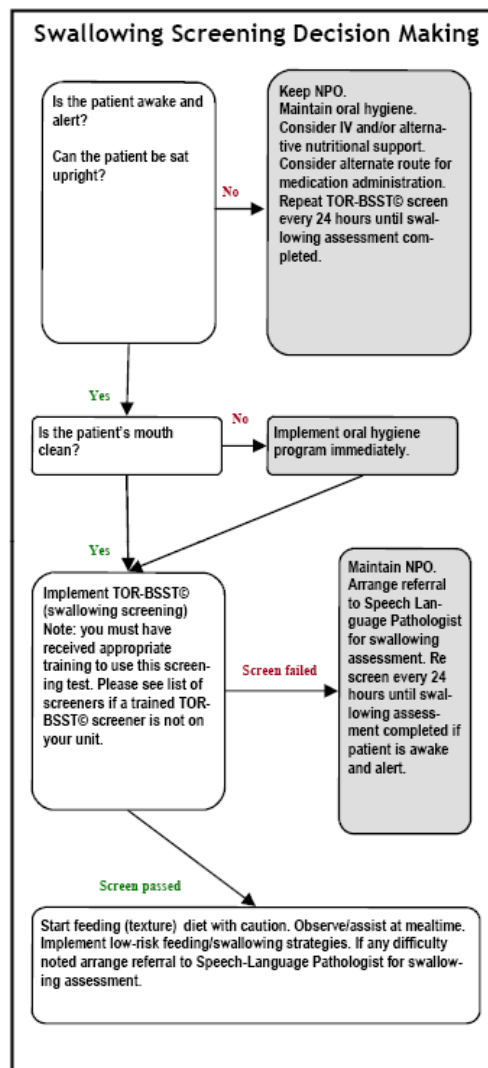 Swallowing Screening Decision Making
Is the patient awake and
alert?
Can the patient be sat
upright?
No
Keep NPO.
Maintain oral hygiene.
Consider IV and/or alterna-
tive nutritional support.
Consider alternate route for
medication administration.
Repeat TOR-BSST© screen
every 24 hours until swal-
lowing assessment com-
pleted.
Yes
Is the patient's mouth
clean?
No
Implement oral hygiene
program immediately.
Yes
Implement TOR-BSST©
(swallowing screening)
Note: you must have
received appropriate
training to use this screen-
ing test. Please see list of
screeners if a trained TOR-
BSST© screener is not on
your unit.
Screen failed
Maintain NPO.
Arrange referral
to Speech Lan-
guage Pathologist
for swallowing
assessment. Re
screen every 24
hours until swal-
lowing assess-
ment completed if
patient is awake
and alert.
Screen passed
Start feeding (texture) diet with caution. Observe/assist at mealtime.
Implement low-risk feeding/swallowing strategies. If any difficulty
noted arrange referral to Speech-Language Pathologist for swallow-
ing assessment.